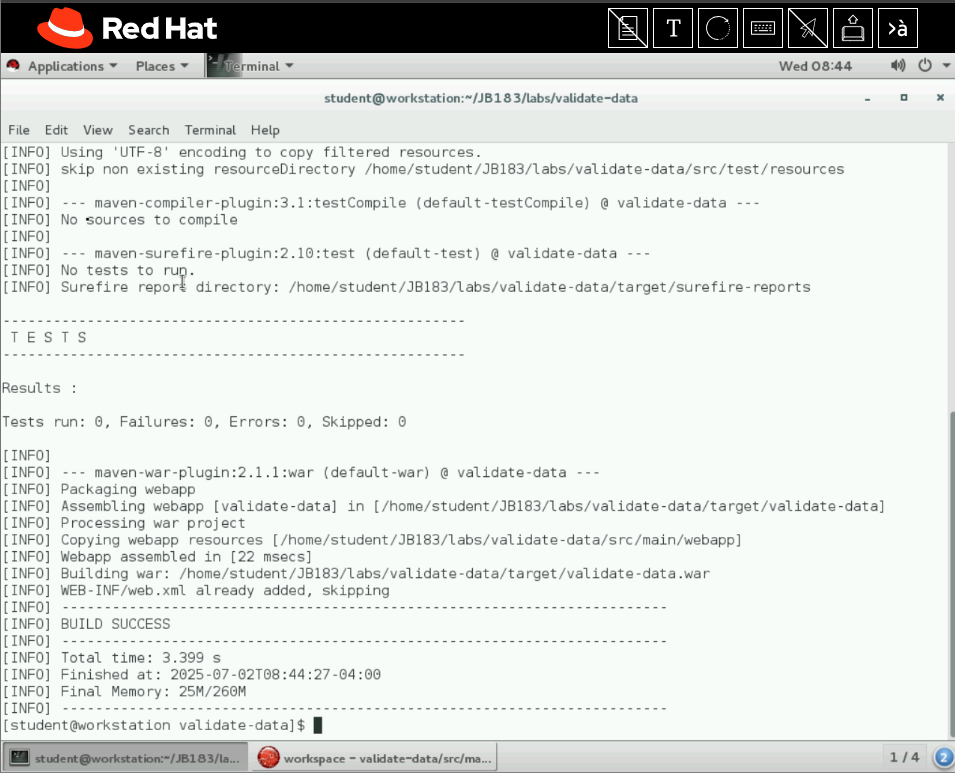 Red Hat
T
>à
Applications
Places
Terminal
Wed 08:44
student@workstation:~/JB183/labs/validate-data
File Edit View Search Terminal Help
[INFO] Using 'UTF-8' encoding to copy filtered resources.
[INFO] skip non existing resourceDirectory /home/student/JB183/labs/validate-data/src/test/resources
[INFO]
[INFO] --- maven-compiler-plugin:3.1:testCompile (default-testCompile) @ validate-data ---
[INFO] No sources to compile
[INFO]
[INFO] --- maven-surefire-plugin:2.10:test (default-test) @ validate-data ---
[INFO] No tests to run.
[INFO] Surefire report directory: /home/student/JB183/labs/validate-data/target/surefire-reports
-------------------------------------------------------
T E S T S
-------------------------------------------------------
Results :
Tests run: 0, Failures: 0, Errors: 0, Skipped: 0
[INFO]
[INFO] --- maven-war-plugin:2.1.1:war (default-war) @ validate-data ---
[INFO] Packaging webapp
[INFO] Assembling webapp [validate-data] in [/home/student/JB183/labs/validate-data/target/validate-data]
[INFO] Processing war project
[INFO] Copying webapp resources [/home/student/JB183/labs/validate-data/src/main/webapp]
[INFO] Webapp assembled in [22 msecs]
[INFO] Building war: /home/student/JB183/labs/validate-data/target/validate-data.war
[INFO] WEB-INF/web.xml already added, skipping
[INFO] ------------------------------------------------------------------------
[INFO] BUILD SUCCESS
[INFO] ------------------------------------------------------------------------
[INFO] Total time: 3.399 s
[INFO] Finished at: 2025-07-02T08:44:27-04:00
[INFO] Final Memory: 25M/260M
[INFO] ------------------------------------------------------------------------
[student@workstation validate-data]$
student@workstation:~/JB183/la...
workspace - validate-data/src/ma...
1 / 4
2